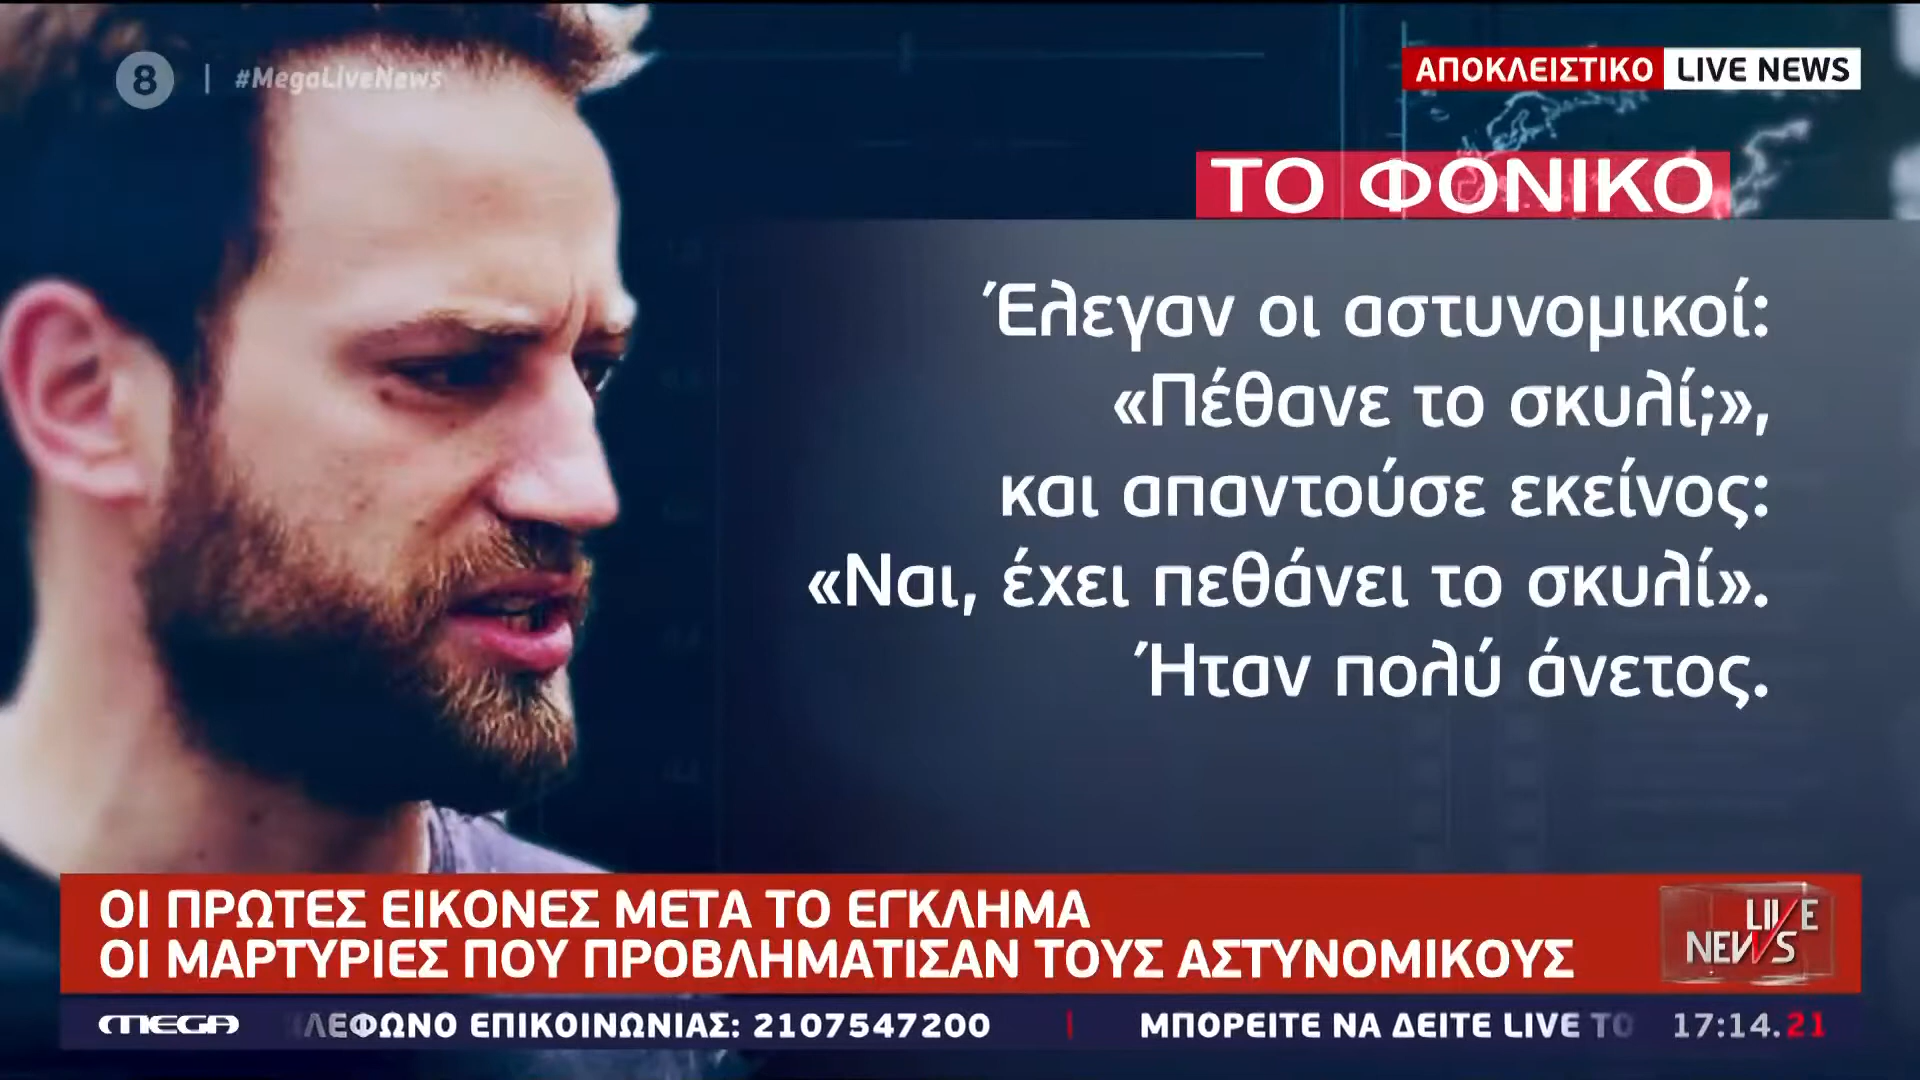 8 | #MegaLiveNews
ΑΠΟΚΛΕΙΣΤΙΚΟ LIVE NEWS
ΤΟ ΦΟΝΙΚΟ
Έλεγαν οι αστυνομικοί:
«Πέθανε το σκυλί;»,
και απαντούσε εκείνος:
«Ναι, έχει πεθάνει το σκυλί».
Ήταν πολύ άνετος.
ΟΙ ΠΡΩΤΕΣ ΕΙΚΟΝΕΣ ΜΕΤΑ ΤΟ ΕΓΚΛΗΜΑ
ΟΙ ΜΑΡΤΥΡΙΕΣ ΠΟΥ ΠΡΟΒΛΗΜΑΤΙΣΑΝ ΤΟΥΣ ΑΣΤΥΝΟΜΙΚΟΥΣ
LIVE
NEWS
MEGA ΛΕΦΩΝΟ ΕΠΙΚΟΙΝΩΝΙΑΣ: 2107547200 | ΜΠΟΡΕΙΤΕ ΝΑ ΔΕΙΤΕ LIVE ΤΟ 17:14.21